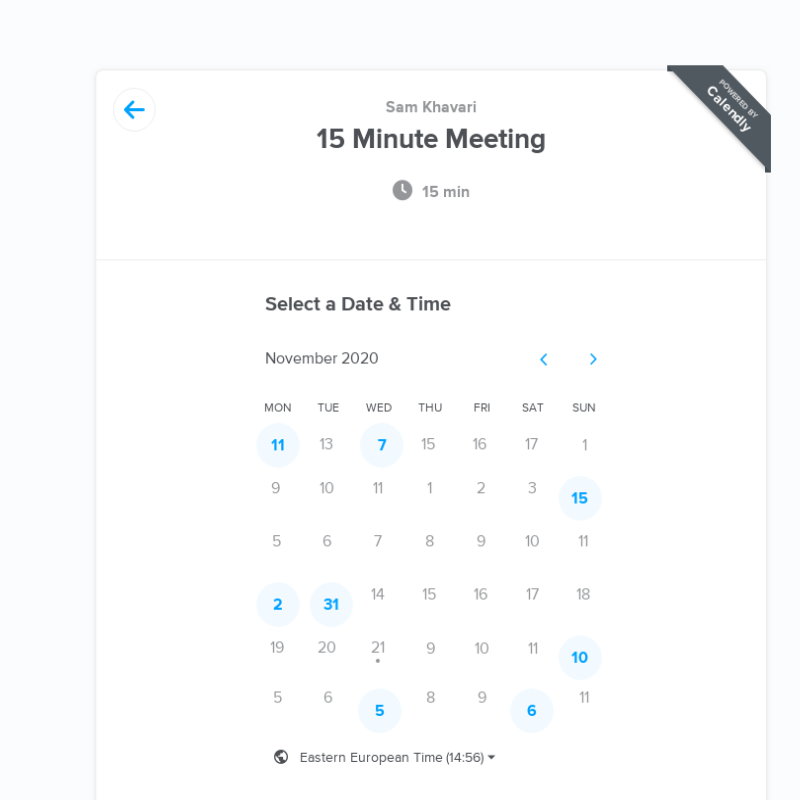 POWERED BY
Calendly
Sam Khavari
15 Minute Meeting
15 min
Select a Date & Time
November 2020
MON TUE WED THU FRI SAT SUN
11 13 7 15 16 17 1
9 10 11 1 2 3 15
5 6 7 8 9 10 11
2 31 14 15 16 17 18
19 20 21 9 10 11 10
5 6 5 8 9 6 11
Eastern European Time (14:56)